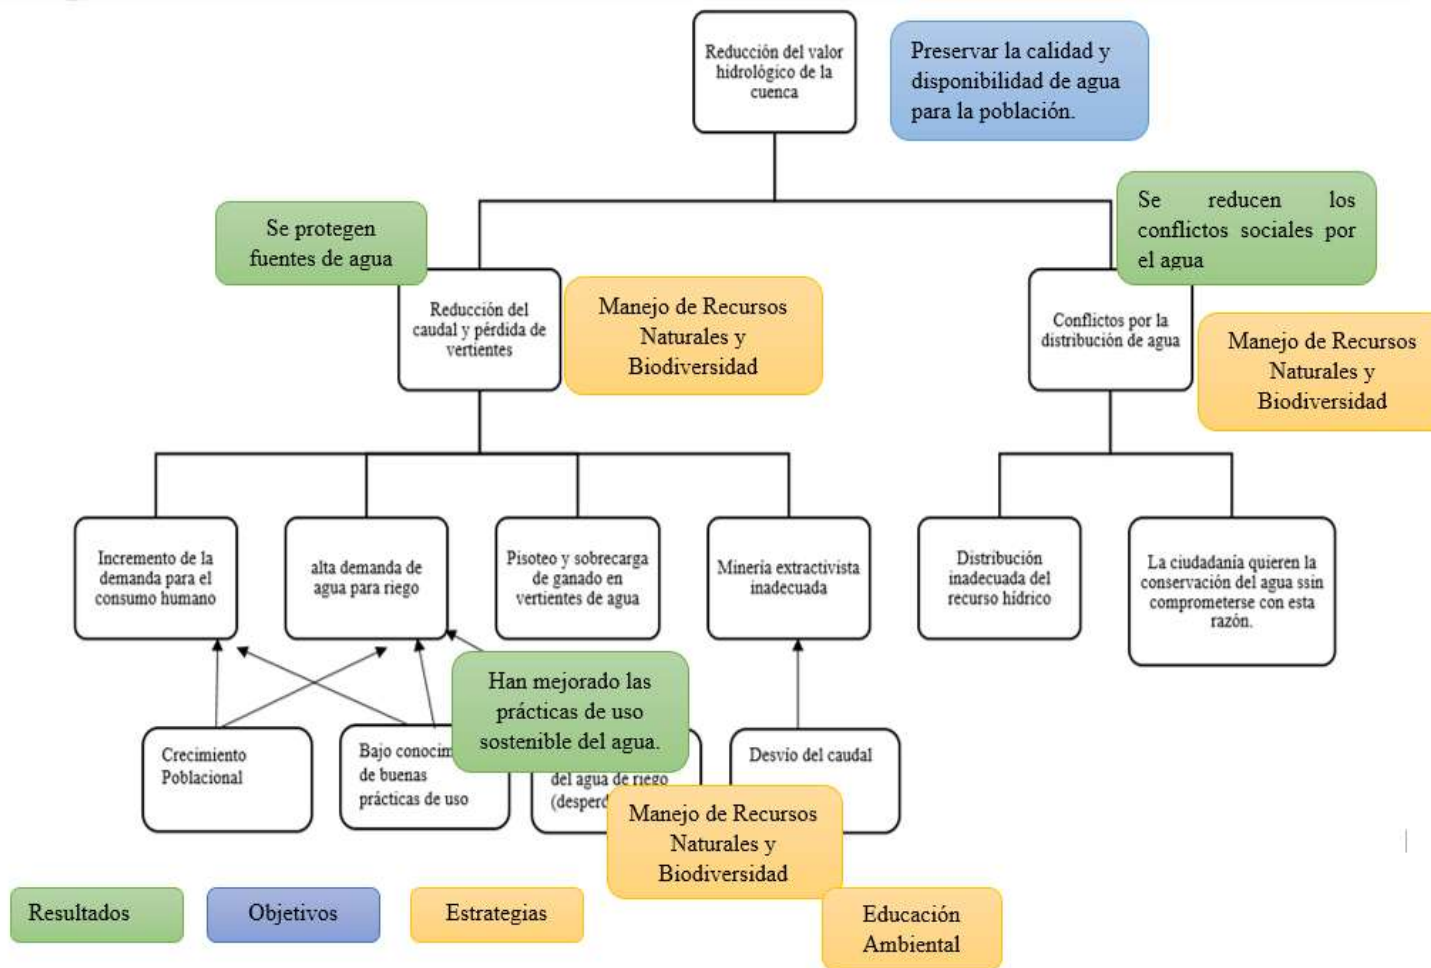 Reducción del valor
hidrológico de la
cuenca
Preservar la calidad y
disponibilidad de agua
para la población.
Se protegen
fuentes de agua
Se reducen los
conflictos sociales por
el agua
Reducción del
caudal y pérdida de
vertientes
Manejo de Recursos
Naturales y
Biodiversidad
Conflictos por la
distribución de agua
Manejo de Recursos
Naturales y
Biodiversidad
Incremento de la
demanda para el
consumo humano
alta demanda de
agua para riego
Pisoteo y sobrecarga
de ganado en
vertientes de agua
Minería extractivista
inadecuada
Distribución
inadecuada del
recurso hídrico
La ciudadanía quieren la
conservación del agua ssin
comprometerse con esta
razón.
Han mejorado las
prácticas de uso
sostenible del agua.
Crecimiento
Poblacional
Bajo
de buenas
prácticas de uso
del agua de riego
Desvío del caudal
Manejo de Recursos
Naturales y
Biodiversidad
Resultados
Objetivos
Estrategias
Educación
Ambiental